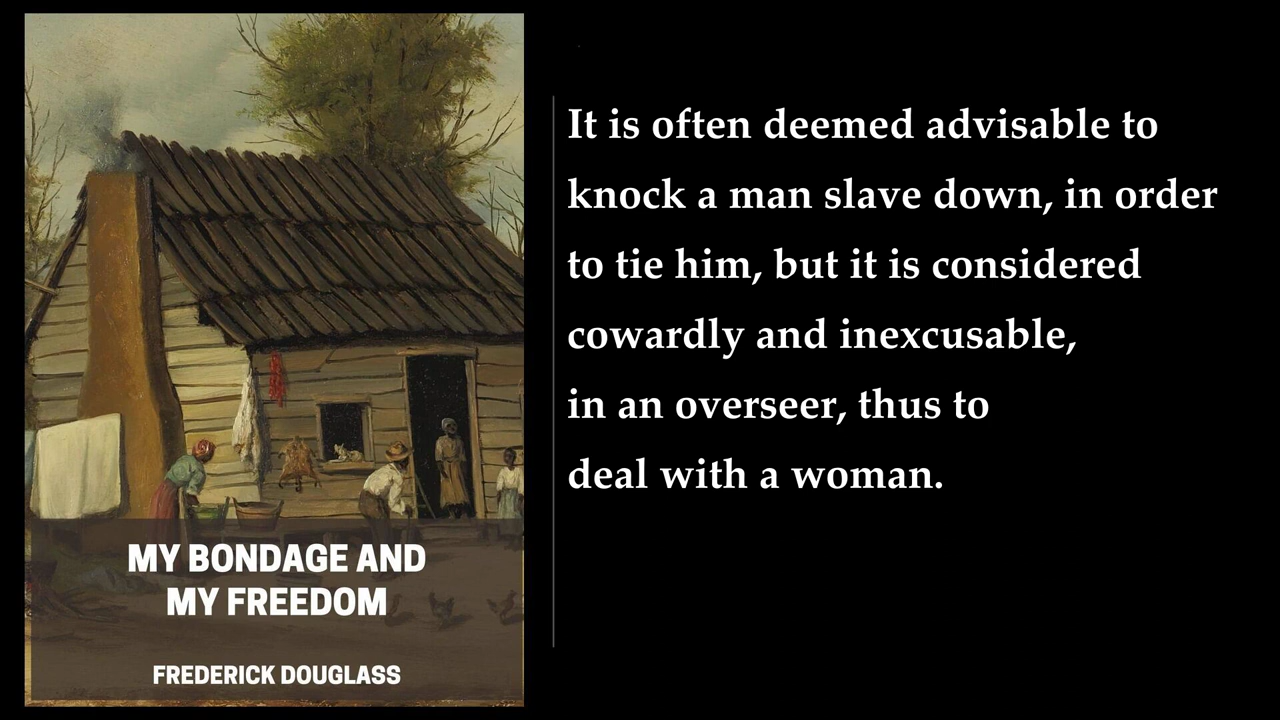 It is often deemed advisable to
knock a man slave down, in order
to tie him, but it is considered
cowardly and inexcusable,
in an overseer, thus to
deal with a woman.
MY BONDAGE AND
MY FREEDOM
FREDERICK DOUGLASS